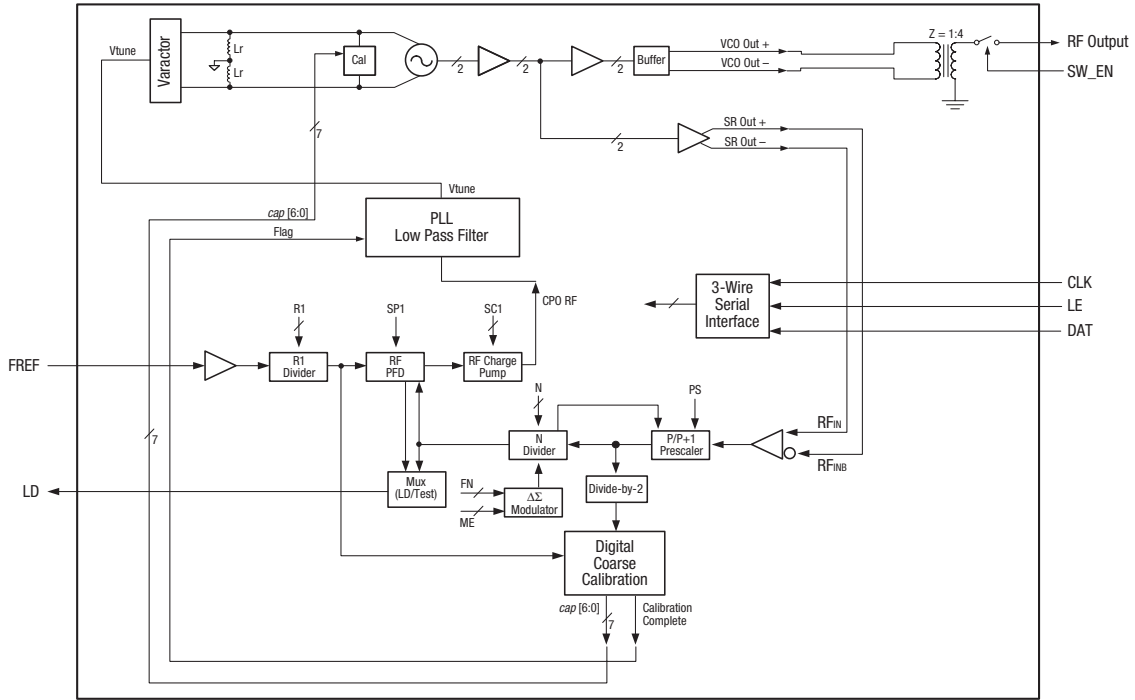 Vtune
Varactor
Lr
Lr
Cal
7
2
2
2
Buffer
VCO Out +
VCO Out –
Z = 1:4
RF Output
SW_EN
2
SR Out +
SR Out –
Vtune
cap [6:0]
Flag
PLL
Low Pass Filter
CPO RF
3-Wire
Serial
Interface
CLK
LE
DAT
R1
SP1
SC1
FREF
R1
Divider
RF
PFD
RF Charge
Pump
N
PS
N
Divider
P/P+1
Prescaler
RFIN
RFINB
7
LD
Mux
(LD/Test)
FN
ME
ΔΣ
Modulator
Divide-by-2
Digital
Coarse
Calibration
cap [6:0]
7
Calibration
Complete